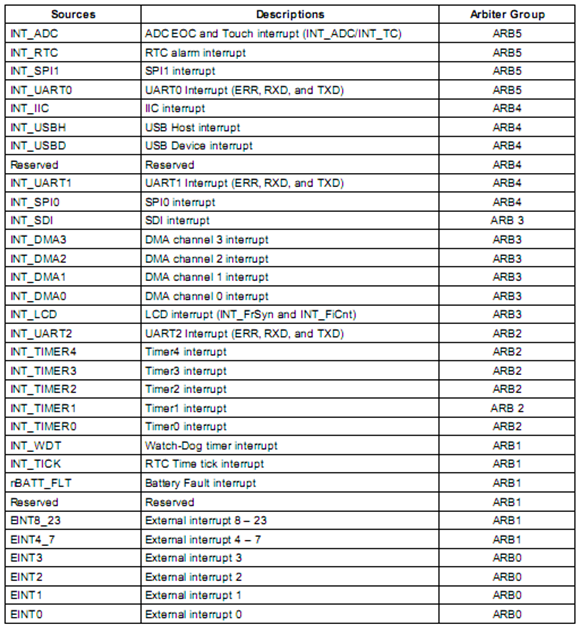 Sources Descriptions Arbiter Group
INT_ADC ADC EOC and Touch interrupt (INT_ADC/INT_TC) ARB5
INT_RTC RTC alarm interrupt ARB5
INT_SPI1 SPI1 interrupt ARB5
INT_UART0 UART0 Interrupt (ERR, RXD, and TXD) ARB5
INT_IIC IIC interrupt ARB4
INT_USBH USB Host interrupt ARB4
INT_USBD USB Device interrupt ARB4
Reserved Reserved ARB4
INT_UART1 UART1 Interrupt (ERR, RXD, and TXD) ARB4
INT_SPI0 SPI0 interrupt ARB4
INT_SDI SDI interrupt ARB 3
INT_DMA3 DMA channel 3 interrupt ARB3
INT_DMA2 DMA channel 2 interrupt ARB3
INT_DMA1 DMA channel 1 interrupt ARB3
INT_DMA0 DMA channel 0 interrupt ARB3
INT_LCD LCD interrupt (INT_FrSyn and INT_FiCnt) ARB3
INT_UART2 UART2 Interrupt (ERR, RXD, and TXD) ARB2
INT_TIMER4 Timer4 interrupt ARB2
INT_TIMER3 Timer3 interrupt ARB2
INT_TIMER2 Timer2 interrupt ARB2
INT_TIMER1 Timer1 interrupt ARB 2
INT_TIMER0 Timer0 interrupt ARB2
INT_WDT Watch-Dog timer interrupt ARB1
INT_TICK RTC Time tick interrupt ARB1
nBATT_FLT Battery Fault interrupt ARB1
Reserved Reserved ARB1
EINT8_23 External interrupt 8 – 23 ARB1
EINT4_7 External interrupt 4 – 7 ARB1
EINT3 External interrupt 3 ARB0
EINT2 External interrupt 2 ARB0
EINT1 External interrupt 1 ARB0
EINT0 External interrupt 0 ARB0